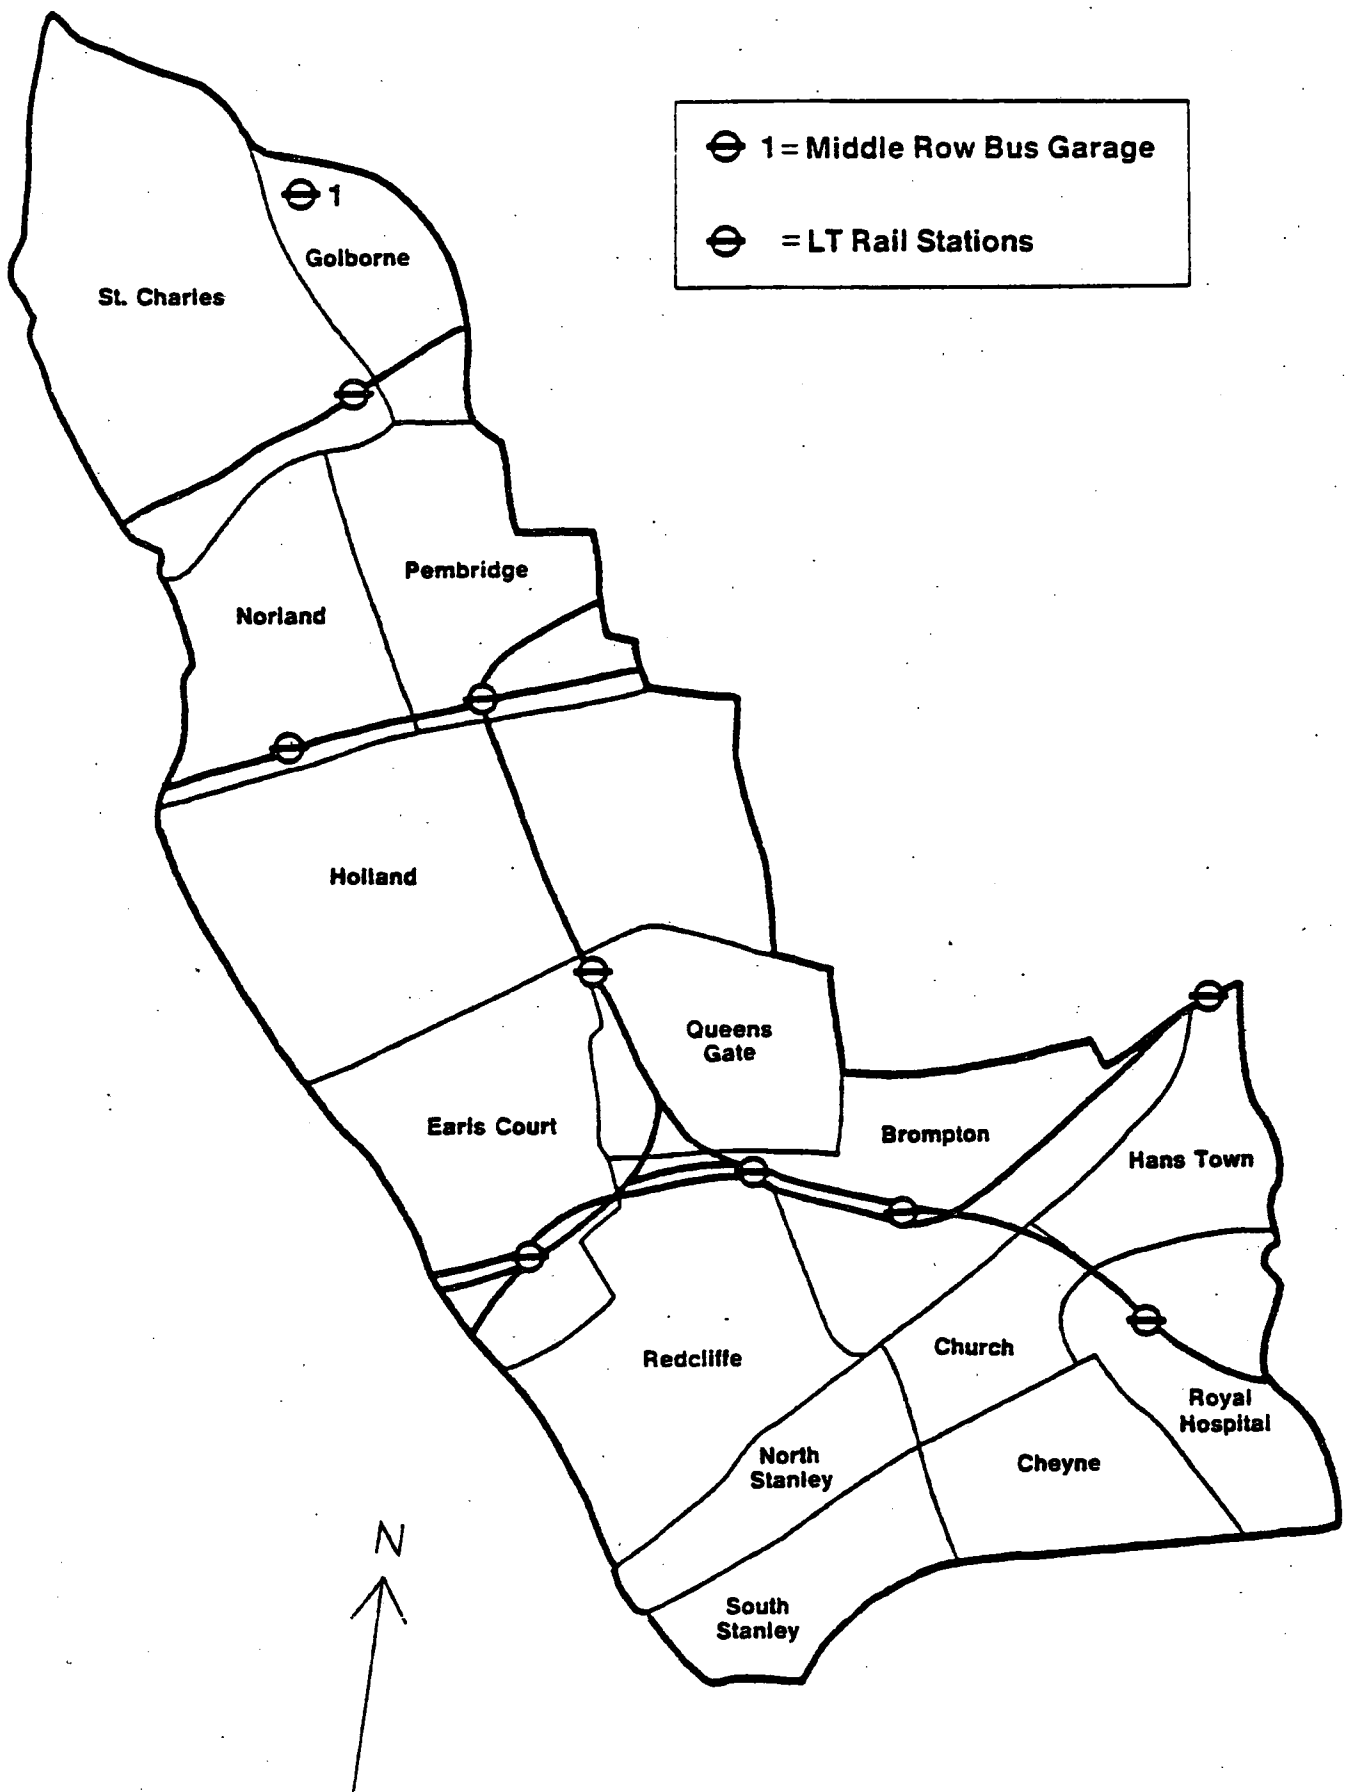 1 = Middle Row Bus Garage
= LT Rail Stations
1
Golborne
St. Charles
Pembridge
Norland
Holland
Queens
Gate
Earls Court
Brompton
Hans Town
Redcliffe
Church
Royal
Hospital
North
Stanley
Cheyne
N
South
Stanley